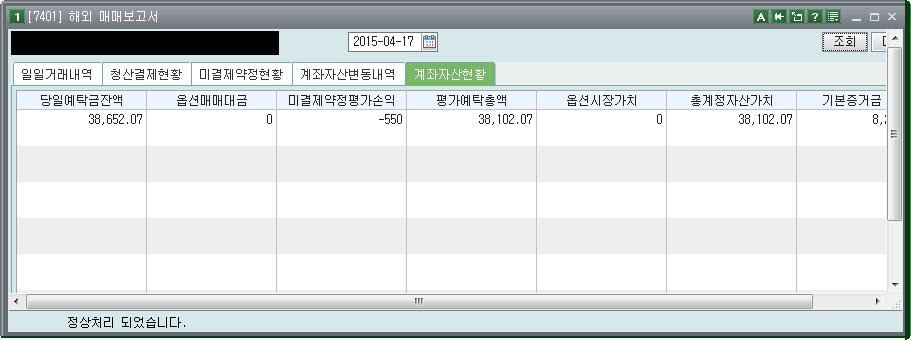 1 [7401] 해외 매매보고서 A ?
2015-04-17 조회
일일거래내역 청산결제현황 미결제약정현황 계좌자산변동내역 계좌자산현황
당일예탁금잔액 옵션매매대금 미결제약정평가손익 평가예탁총액 옵션시장가치 총계정자산가치 기본증거금
38,652.07 0 -550 38,102.07 0 38,102.07
정상처리 되었습니다.